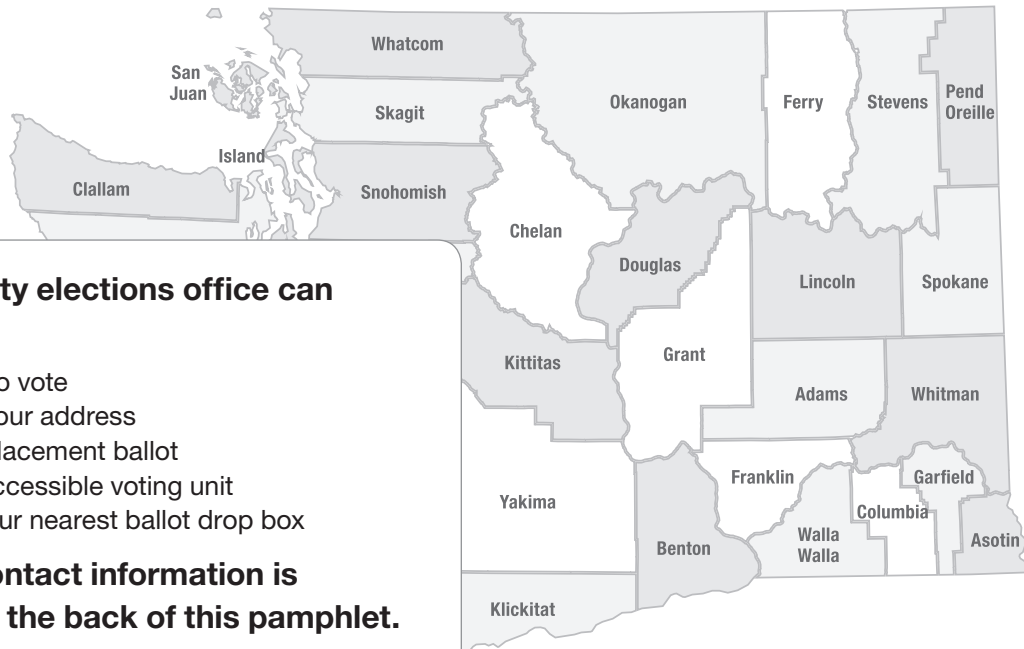 Whatcom
San
Juan
Skagit
Okanogan
Ferry
Stevens
Pend
Oreille
Island
Clallam
Snohomish
Chelan
Douglas
Lincoln
Spokane
Kittitas
Grant
Adams
Whitman
Yakima
Franklin
Garfield
Columbia
Walla
Walla
Benton
Asotin
Klickitat
ty elections office can
o vote
our address
lacement ballot
ccessible voting unit
ur nearest ballot drop box
ontact information is
the back of this pamphlet.